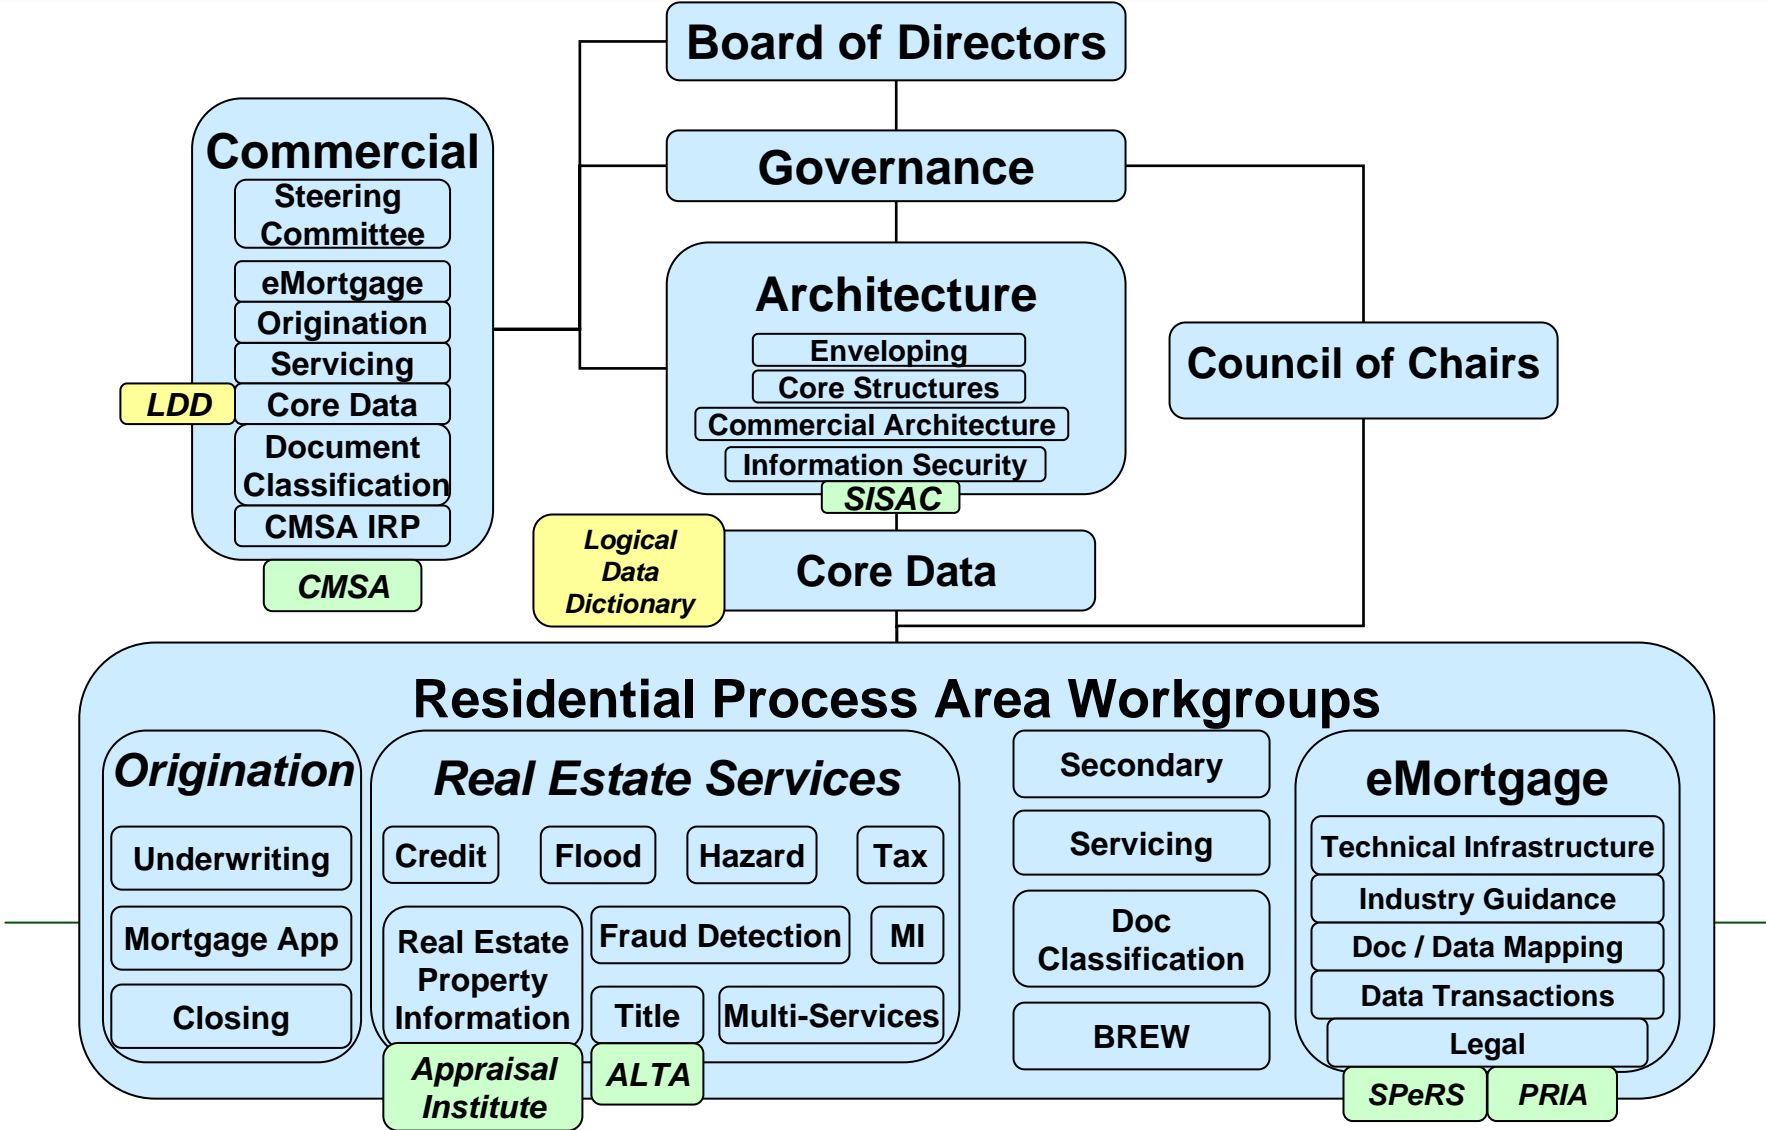 Board of Directors
Commercial
Steering
Committee
eMortgage
Origination
Servicing
LDD
Core Data
Document
Classification
CMSA IRP
CMSA
Governance
Architecture
Enveloping
Core Structures
Commercial Architecture
Information Security
SISAC
Council of Chairs
Logical
Data
Dictionary
Core Data
Residential Process Area Workgroups
Origination
Underwriting
Mortgage App
Closing
Real Estate Services
Credit
Flood
Hazard
Tax
Real Estate
Property
Information
Fraud Detection
MI
Title
Multi-Services
Appraisal
Institute
ALTA
Secondary
Servicing
Doc
Classification
BREW
eMortgage
Technical Infrastructure
Industry Guidance
Doc / Data Mapping
Data Transactions
Legal
SPeRS
PRIA